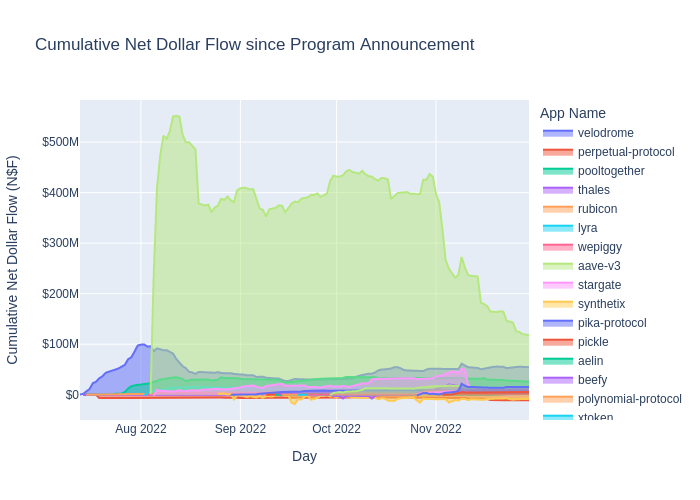 Cumulative Net Dollar Flow since Program Announcement
Cumulative Net Dollar Flow (N$F)
$500M
$400M
$300M
$200M
$100M
$0
Aug 2022
Sep 2022
Oct 2022
Nov 2022
Day
App Name
velodrome
perpetual-protocol
pooltogether
thales
rubicon
lyra
wepiggy
aave-v3
stargate
synthetix
pika-protocol
pickle
aelin
beefy
polynomial-protocol
xtoken